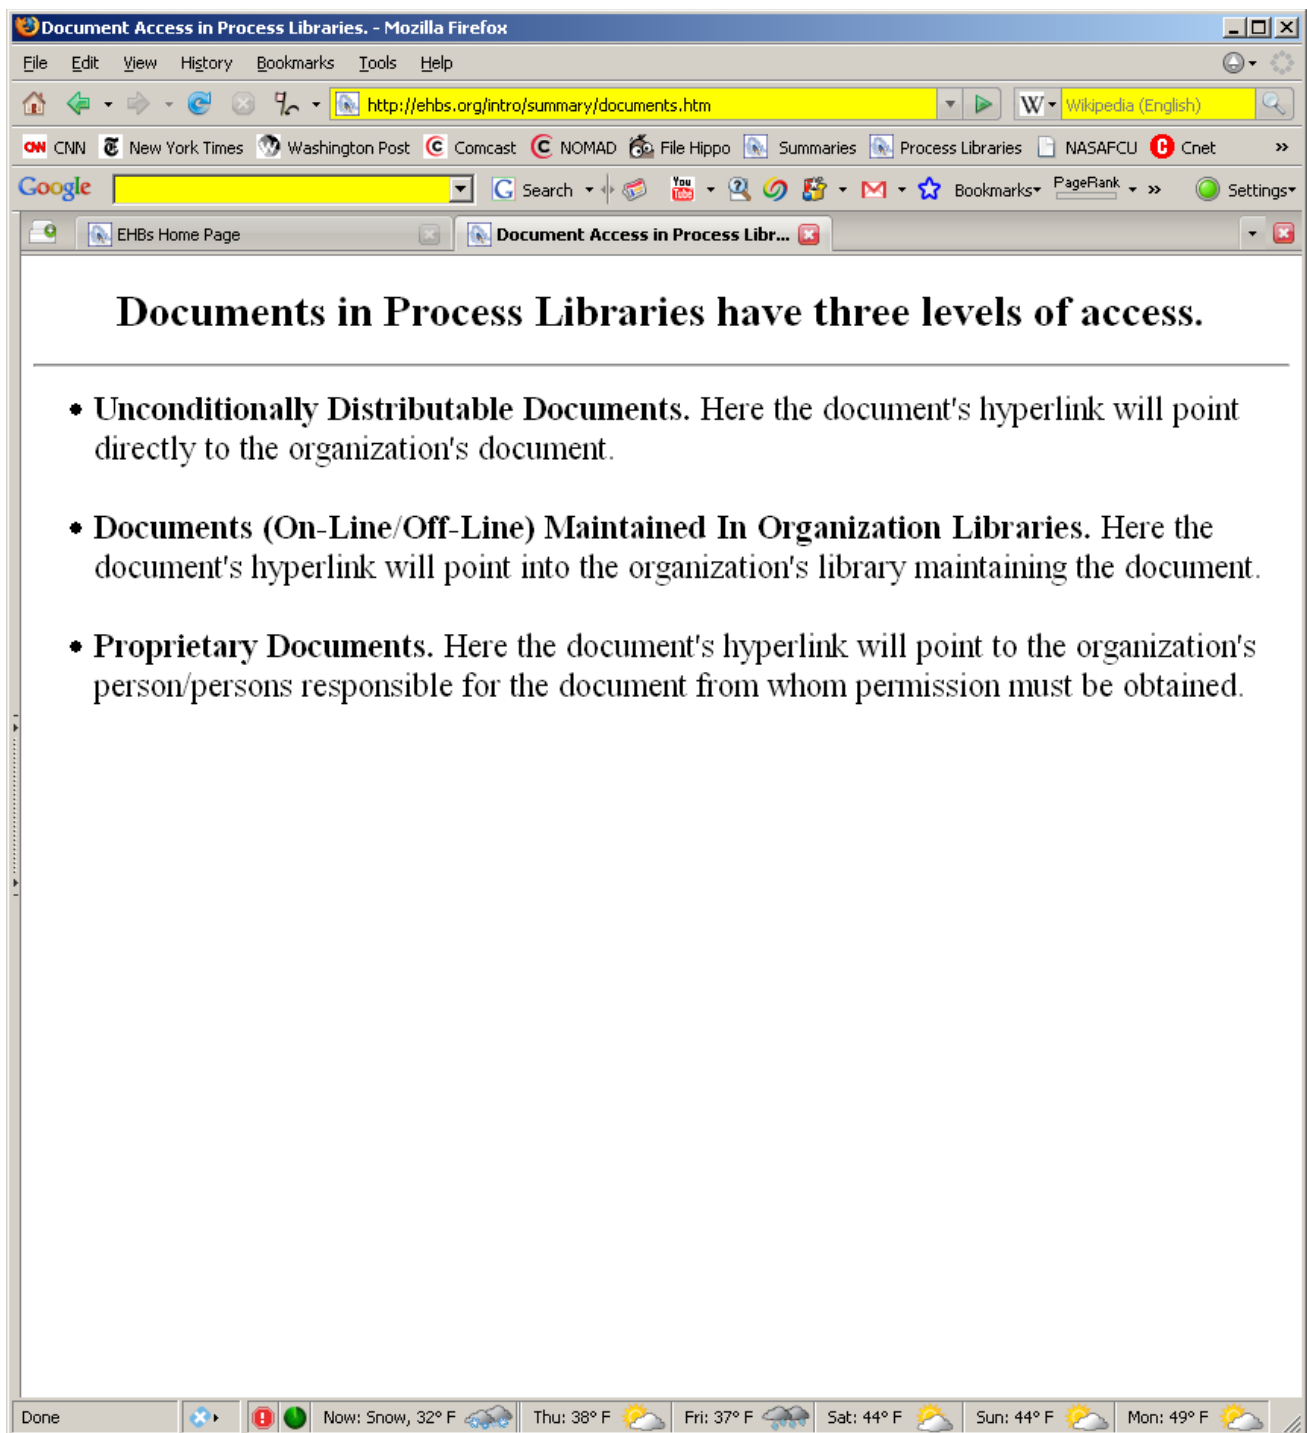 Document Access in Process Libraries. - Mozilla Firefox
File Edit View History Bookmarks Tools Help
http://ehbs.org/intro/summary/documents.htm W Wikipedia (English)
CNN CNN New York Times Washington Post Comcast NOMAD File Hippo Summaries Process Libraries NASAFCU Cnet »
Google G Search You Tube Bookmarks PageRank » Settings
EHBs Home Page Document Access in Process Libr...
Documents in Process Libraries have three levels of access.
• Unconditionally Distributable Documents. Here the document's hyperlink will point
directly to the organization's document.
• Documents (On-Line/Off-Line) Maintained In Organization Libraries. Here the
document's hyperlink will point into the organization's library maintaining the document.
• Proprietary Documents. Here the document's hyperlink will point to the organization's
person/persons responsible for the document from whom permission must be obtained.
Done Now: Snow, 32° F Thu: 38° F Fri: 37° F Sat: 44° F Sun: 44° F Mon: 49° F